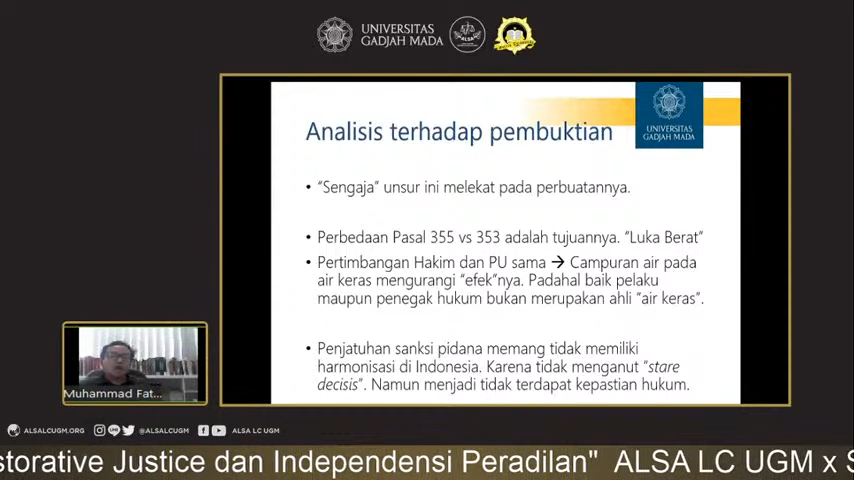 UNIVERSITAS
GADJAH MADA
ALSA
Analisis terhadap pembuktian
UNIVERSITAS
GADJAH MADA
• “Sengaja” unsur ini melekat pada perbuatannya.
• Perbedaan Pasal 355 vs 353 adalah tujuannya. “Luka Berat”
• Pertimbangan Hakim dan PU sama → Campuran air pada
air keras mengurangi “efek”nya. Padahal baik pelaku
maupun penegak hukum bukan merupakan ahli “air keras”.
• Penjatuhan sanksi pidana memang tidak memiliki
harmonisasi di Indonesia. Karena tidak menganut “stare
decisis”. Namun menjadi tidak terdapat kepastian hukum.
Muhammad Fat...
ALSALCUGM.ORG @ALSALCUGM ALSA LC UGM
storative Justice dan Independensi Peradilan" ALSA LC UGM x S